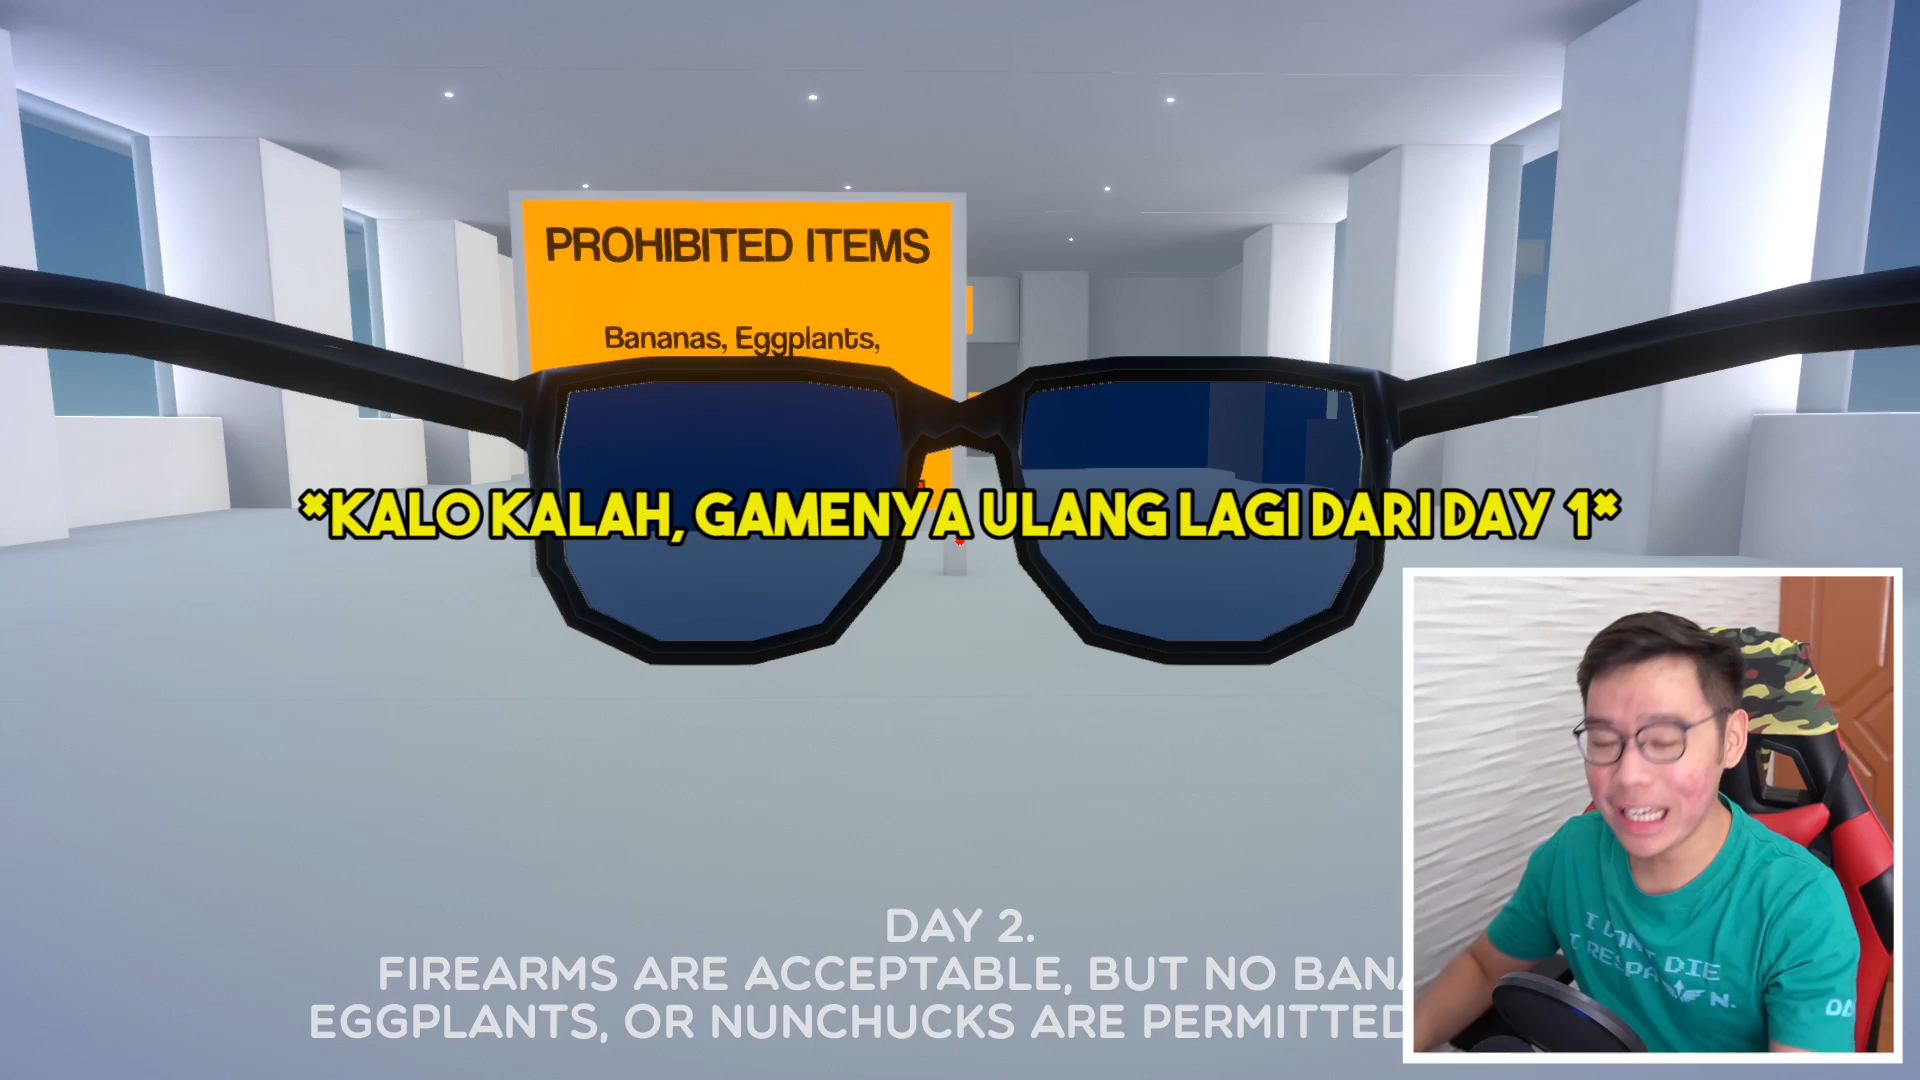 PROHIBITED ITEMS
Bananas, Eggplants,
*KALO KALAH, GAMENYA ULANG LAGI DARI DAY 1*
DAY 2.
FIREARMS ARE ACCEPTABLE, BUT NO
EGGPLANTS, OR NUNCHUCKS ARE PERMITTED
DIE